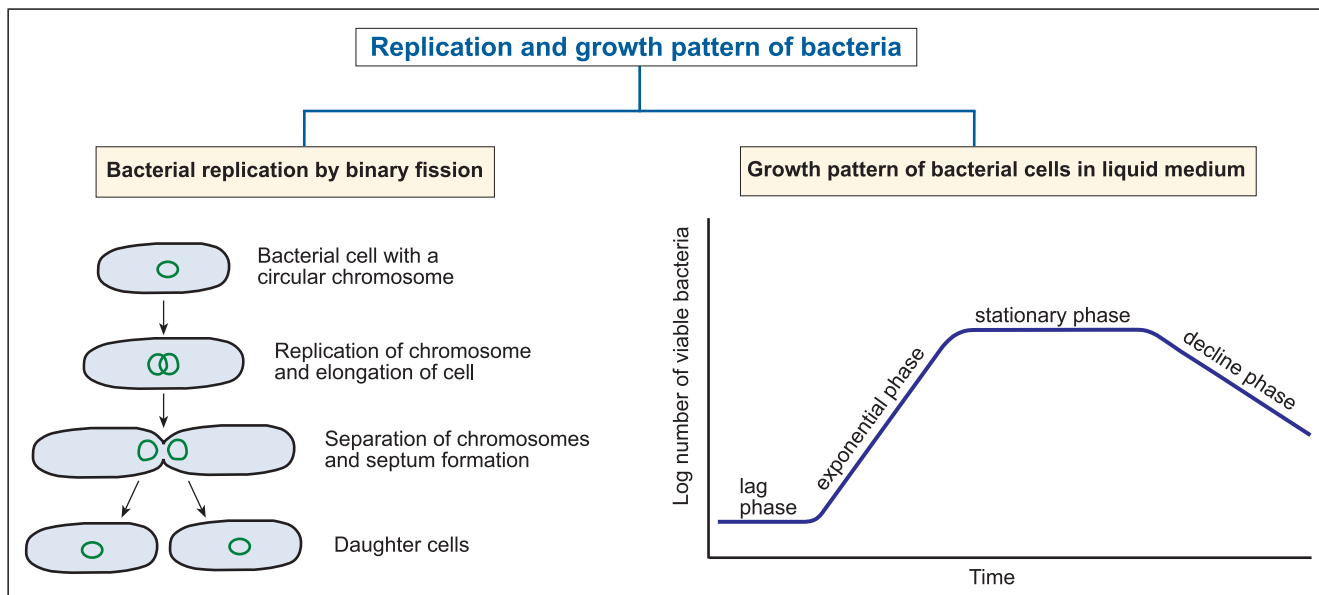 Replication and growth pattern of bacteria
Bacterial replication by binary fission
Bacterial cell with a
circular chromosome
Replication of chromosome
and elongation of cell
Separation of chromosomes
and septum formation
Daughter cells
Growth pattern of bacterial cells in liquid medium
Log number of viable bacteria
lag
phase
exponential phase
stationary phase
decline phase
Time